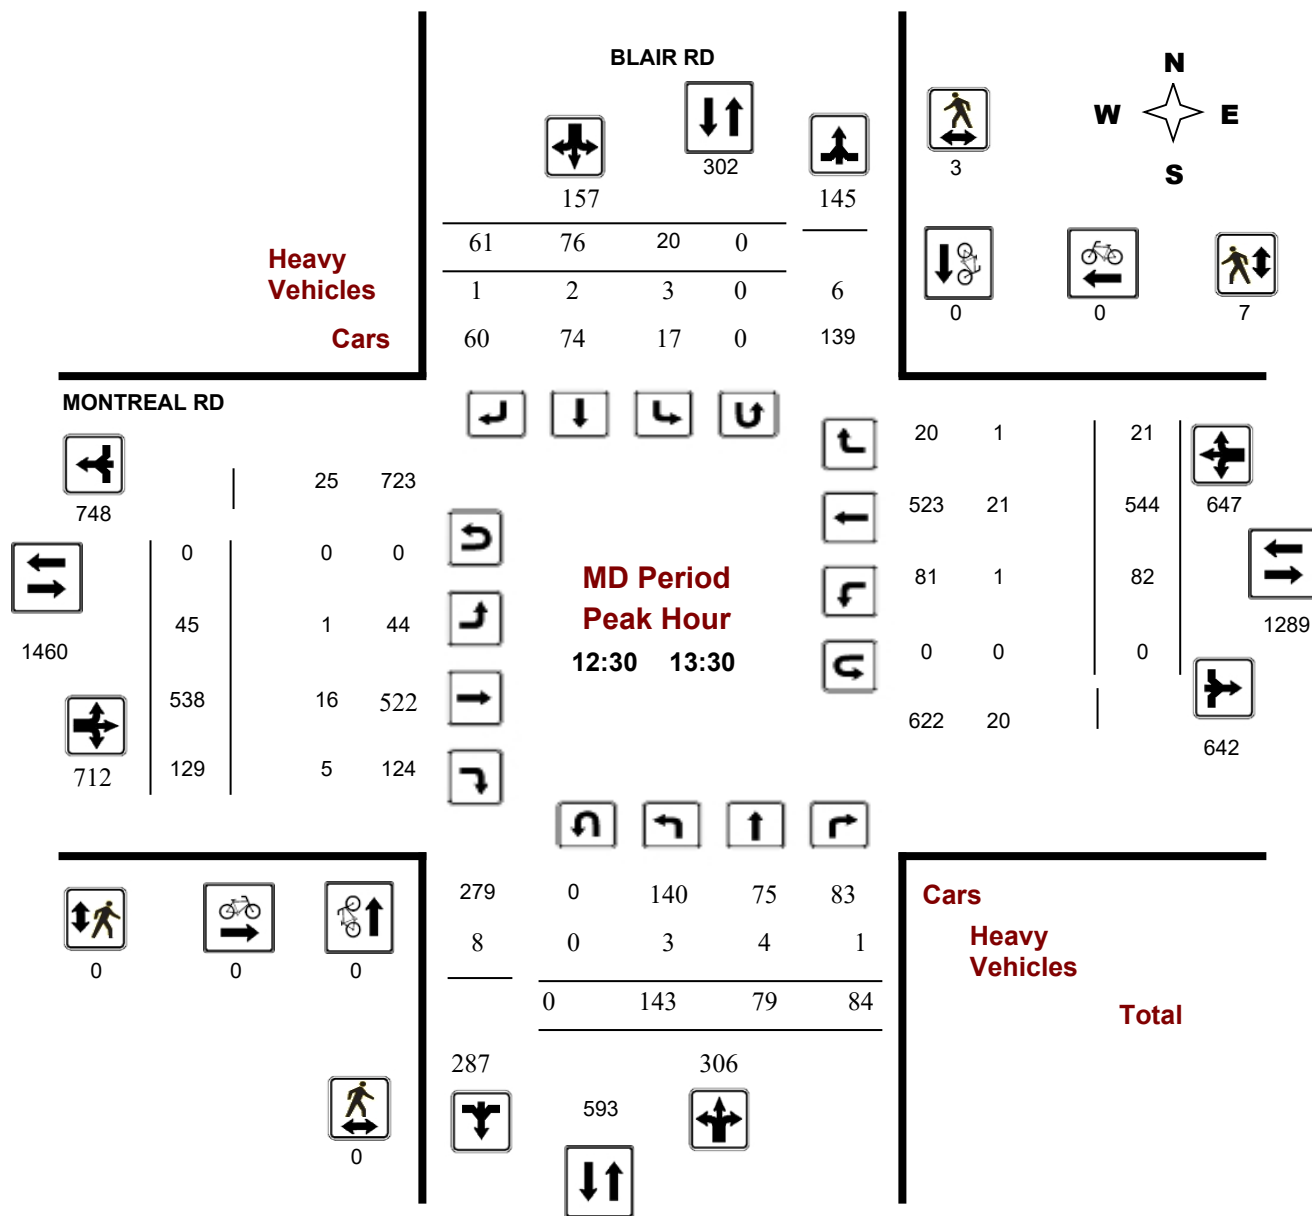 BLAIR RD
N
W E
S
302
3
157
145
61 76 20 0
Heavy
Vehicles
1 2 3 0 6
0 0 7
Cars
60 74 17 0 139
MONTREAL RD
20 1 21
25 723
748
523 21 544 647
0 0 0
MD Period
81 1 82
Peak Hour
45 1 44
1289
1460
12:30 13:30
0 0 0
538 16 522
622 20
642
712
129 5 124
279 0 140 75 83
Cars
8 0 3 4 1
Heavy
Vehicles
0 0 0
0 143 79 84
Total
287 306
593
0